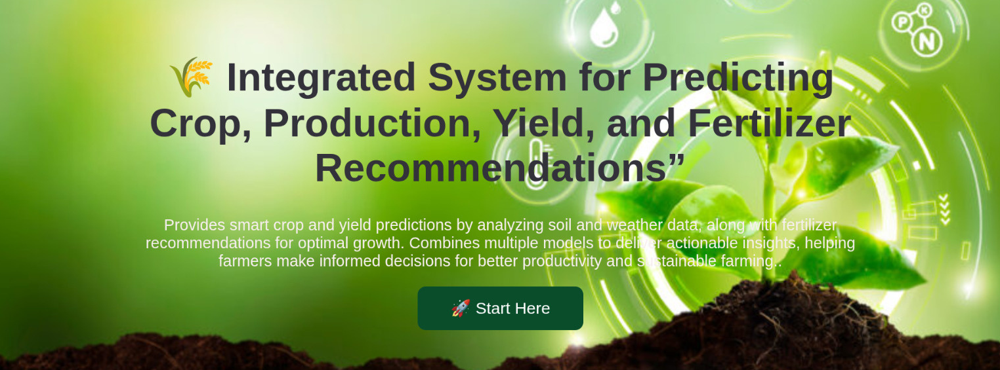 P K N
🌾 Integrated System for Predicting
Crop, Production, Yield, and Fertilizer
Recommendations”
Provides smart crop and yield predictions by analyzing soil and weather data, along with fertilizer
recommendations for optimal growth. Combines multiple models to deliver actionable insights, helping
farmers make informed decisions for better productivity and sustainable farming..
🚀 Start Here